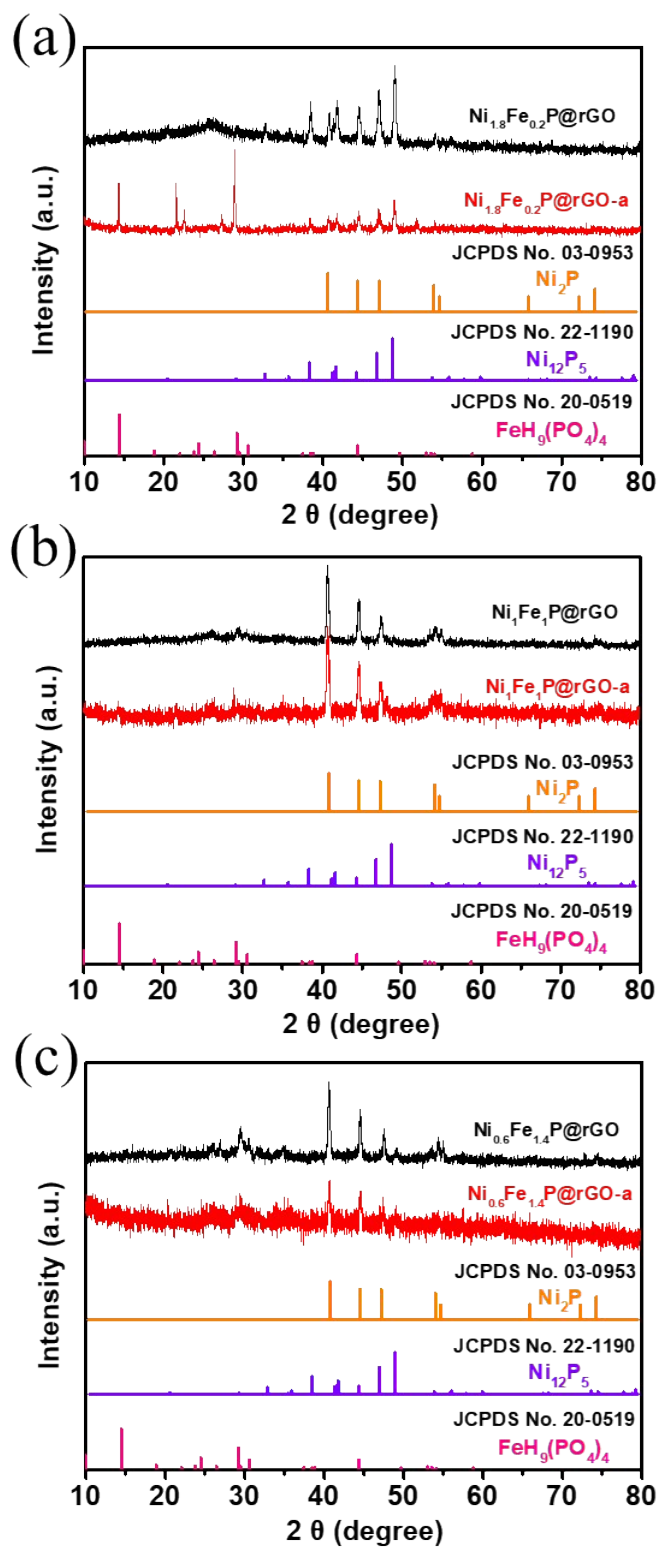 (a)
Intensity (a.u.)
Ni1.8Fe0.2P@rGO
Ni1.8Fe0.2P@rGO-a
JCPDS No. 03-0953
Ni2P
JCPDS No. 22-1190
Ni12P5
JCPDS No. 20-0519
FeH9(PO4)4
10 20 30 40 50 60 70 80
2 θ (degree)
(b)
Intensity (a.u.)
Ni1Fe1P@rGO
Ni1Fe1P@rGO-a
JCPDS No. 03-0953
Ni2P
JCPDS No. 22-1190
Ni12P5
JCPDS No. 20-0519
FeH9(PO4)4
10 20 30 40 50 60 70 80
2 θ (degree)
(c)
Intensity (a.u.)
Ni0.6Fe1.4P@rGO
Ni0.6Fe1.4P@rGO-a
JCPDS No. 03-0953
Ni2P
JCPDS No. 22-1190
Ni12P5
JCPDS No. 20-0519
FeH9(PO4)4
10 20 30 40 50 60 70 80
2 θ (degree)